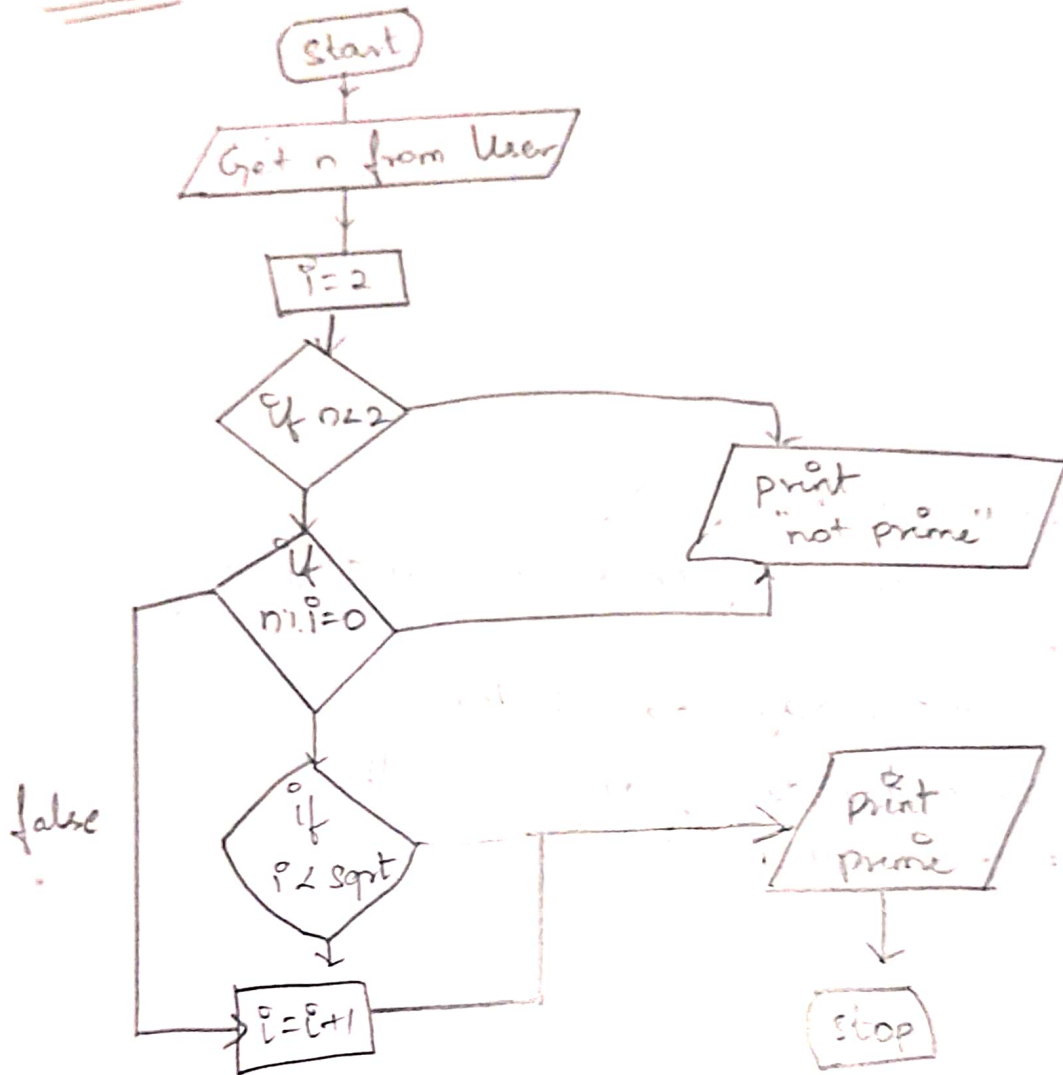 Start
Get n from User
i=2
if n<2
print
"not prime"
if
n%i=0
false
if
i < sqrt
print
prime
i=i+1
stop